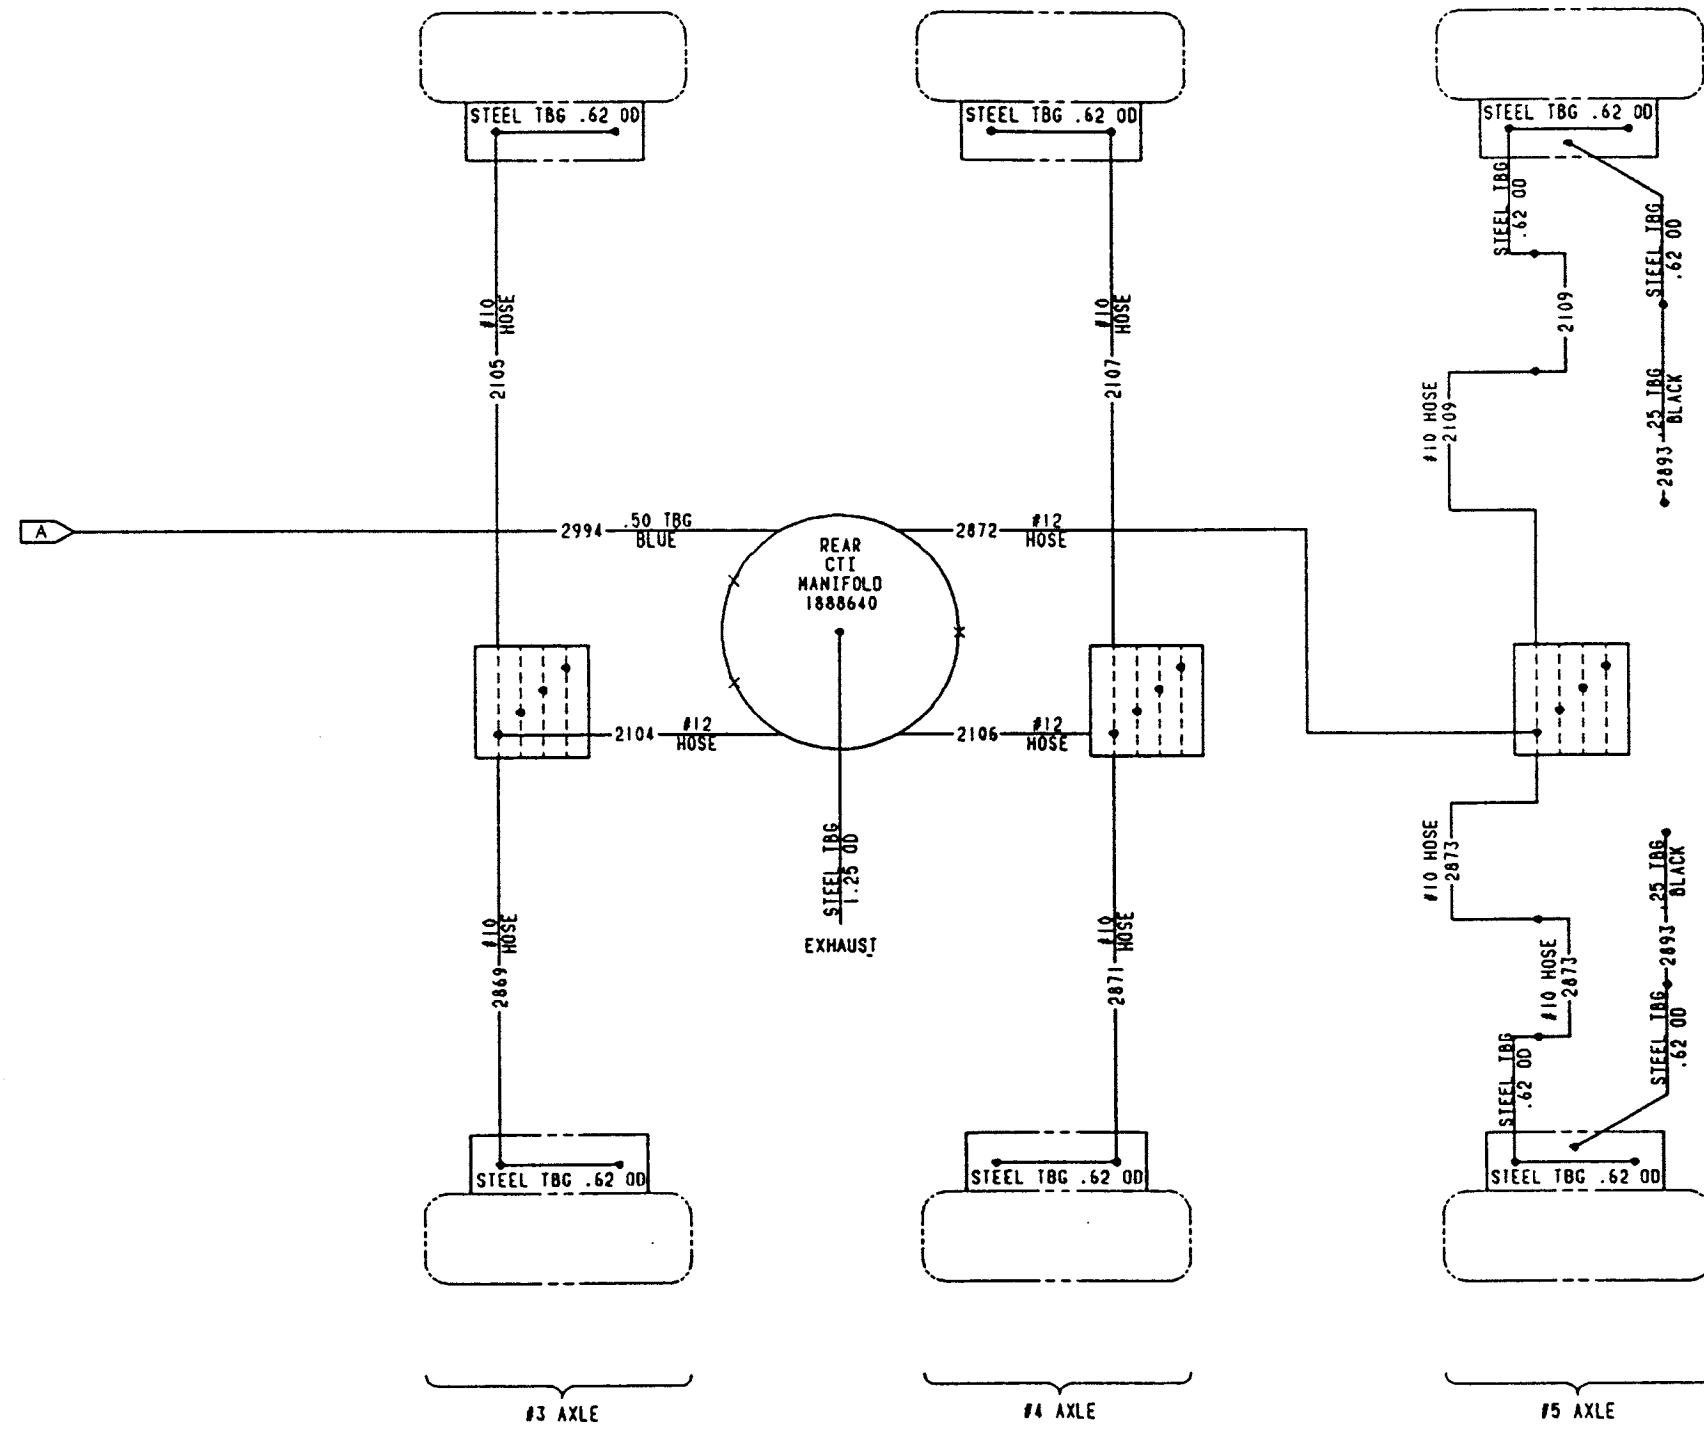 STEEL TBG .62 OD
STEEL TBG .62 OD
STEEL TBG .62 OD
STEEL TBG
.62 OD
STEEL TBG
.62 OD
#10
HOSE
#10
HOSE
2109
2105
2107
#10 HOSE
2109
.25 TBG
BLACK
2893
A
2994
.50 TBG
BLUE
2872
#12
HOSE
REAR
CTI
MANIFOLD
1888640
2104
#12
HOSE
2106
#12
HOSE
STEEL TBG
1.25 OD
EXHAUST
#10 HOSE
2873
.25 TBG
BLACK
2893
#10
HOSE
#10
HOSE
2869
2871
#10 HOSE
2873
STEEL TBG
.62 OD
STEEL TBG
.62 OD
STEEL TBG .62 OD
STEEL TBG .62 OD
STEEL TBG .62 OD
#3 AXLE
#4 AXLE
#5 AXLE